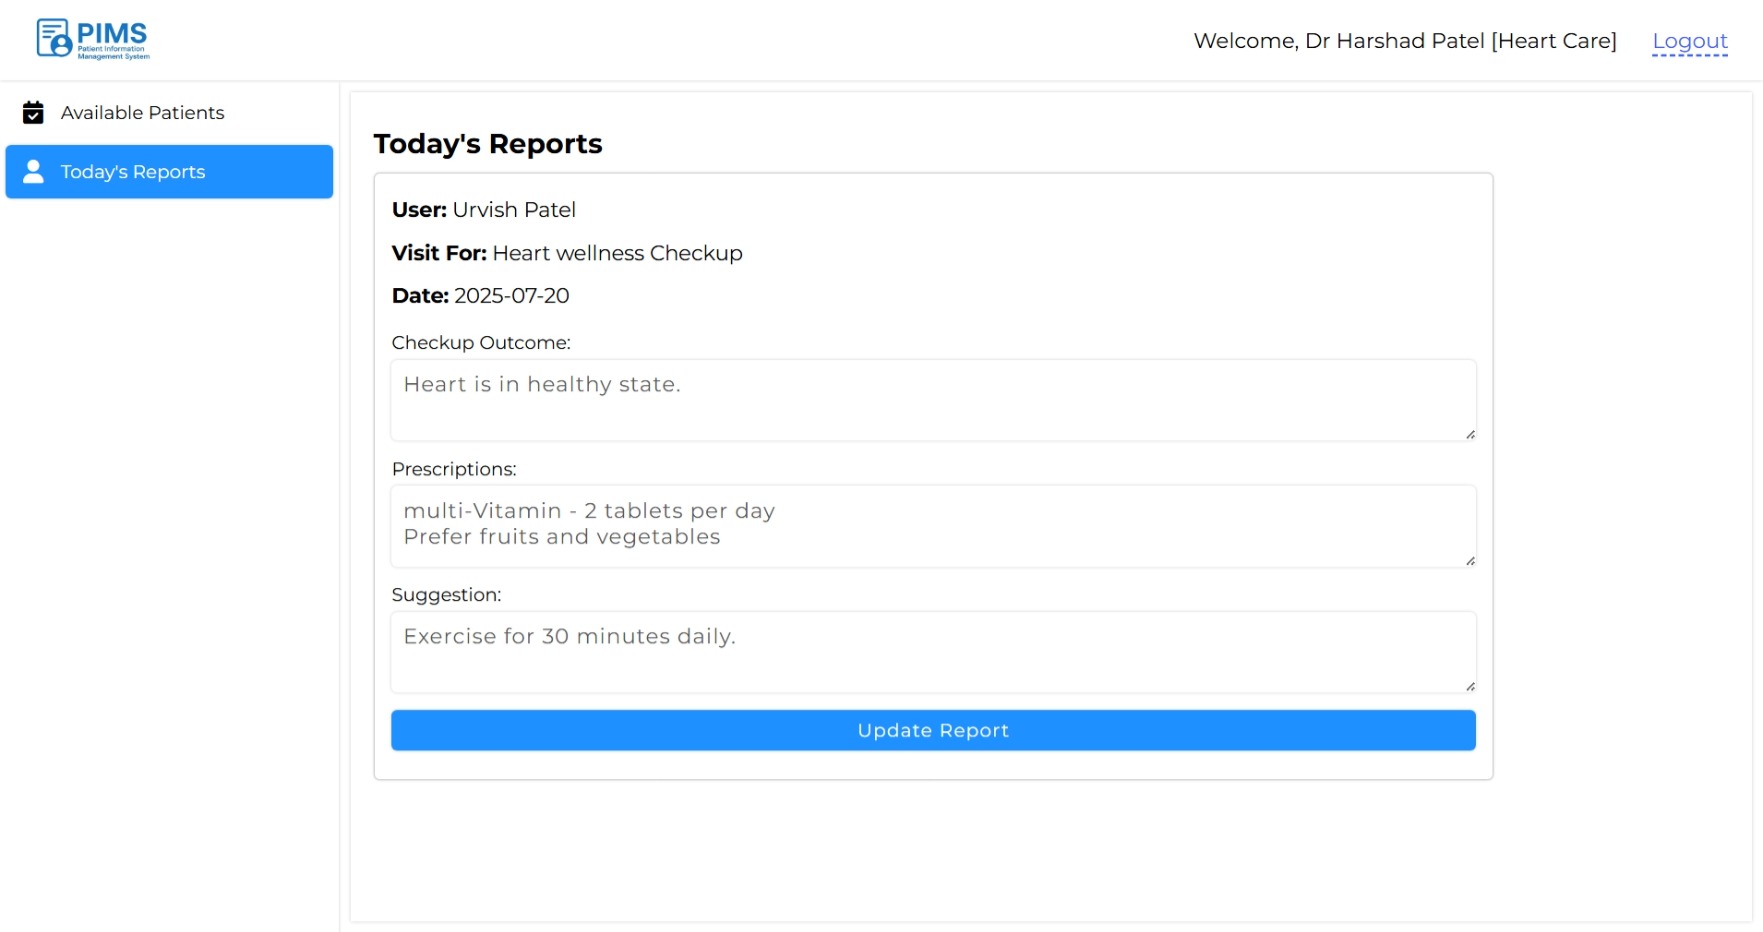 PIMS
Patient Information
Management System
Welcome, Dr Harshad Patel [Heart Care]
Logout
Available Patients
Today's Reports
Today's Reports
User: Urvish Patel
Visit For: Heart wellness Checkup
Date: 2025-07-20
Checkup Outcome:
Heart is in healthy state.
Prescriptions:
multi-Vitamin - 2 tablets per day
Prefer fruits and vegetables
Suggestion:
Exercise for 30 minutes daily.
Update Report